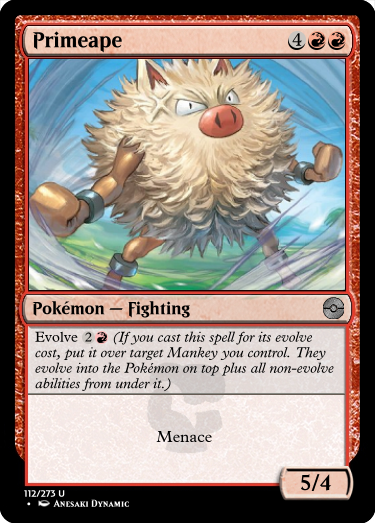 Primeape 4
Pokémon — Fighting
Evolve 2 (If you cast this spell for its evolve
cost, put it over target Mankey you control. They
evolve into the Pokémon on top plus all non-evolve
abilities from under it.)
Menace
5/4
112/273 U
• Anesaki Dynamic